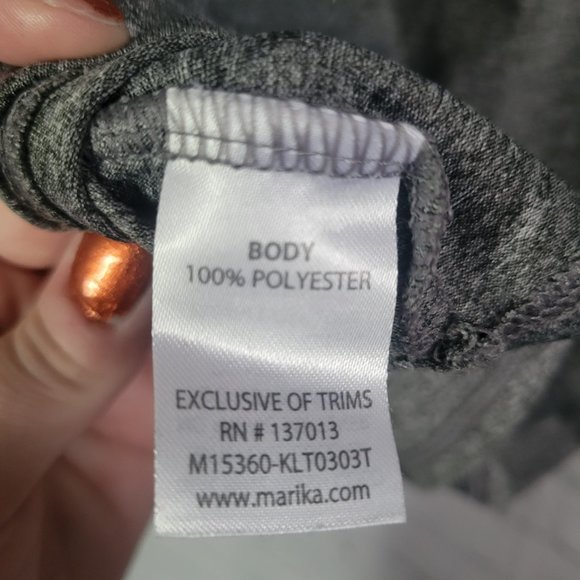 BODY
100% POLYESTER
EXCLUSIVE OF TRIMS
RN # 137013
M15360-KLT0303T
www.marika.com